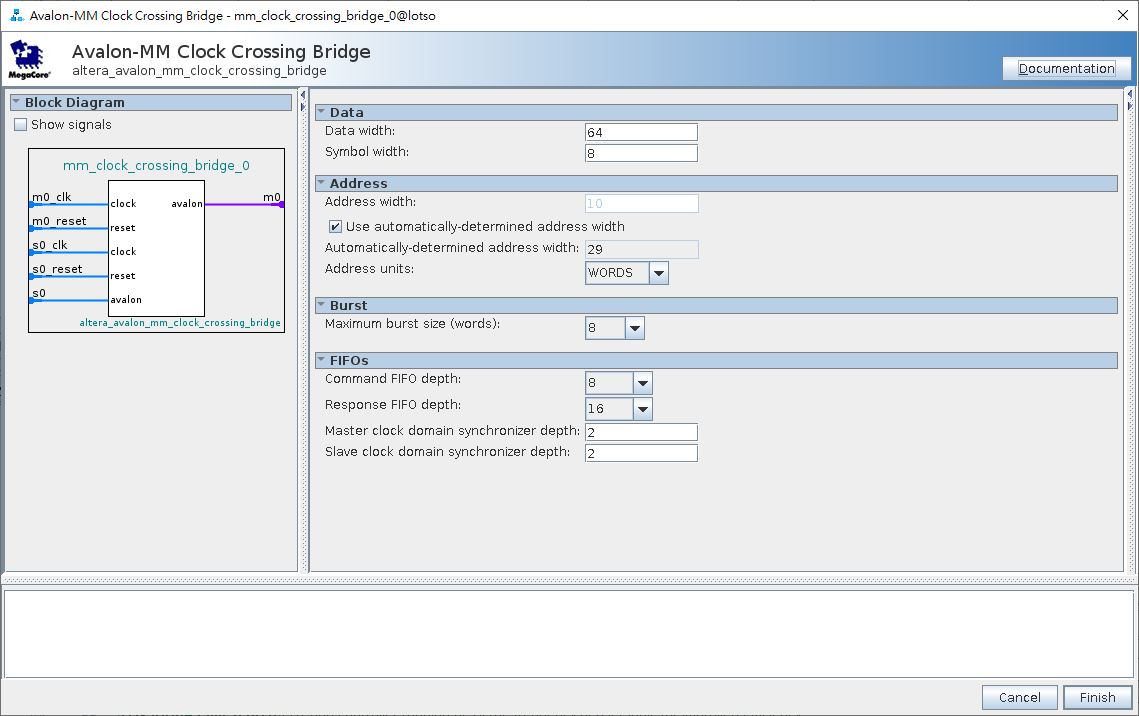 Avalon-MM Clock Crossing Bridge - mm_clock_crossing_bridge_0@lotso
MegaCore®
Avalon-MM Clock Crossing Bridge
altera_avalon_mm_clock_crossing_bridge
Documentation
Block Diagram
Show signals
mm_clock_crossing_bridge_0
m0_clk
clock
avalon
m0
m0_reset
reset
s0_clk
clock
s0_reset
reset
s0
avalon
altera_avalon_mm_clock_crossing_bridge
Data
Data width: 64
Symbol width: 8
Address
Address width: 10
Use automatically-determined address width
Automatically-determined address width: 29
Address units: WORDS
Burst
Maximum burst size (words): 8
FIFOs
Command FIFO depth: 8
Response FIFO depth: 16
Master clock domain synchronizer depth: 2
Slave clock domain synchronizer depth: 2
Cancel
Finish